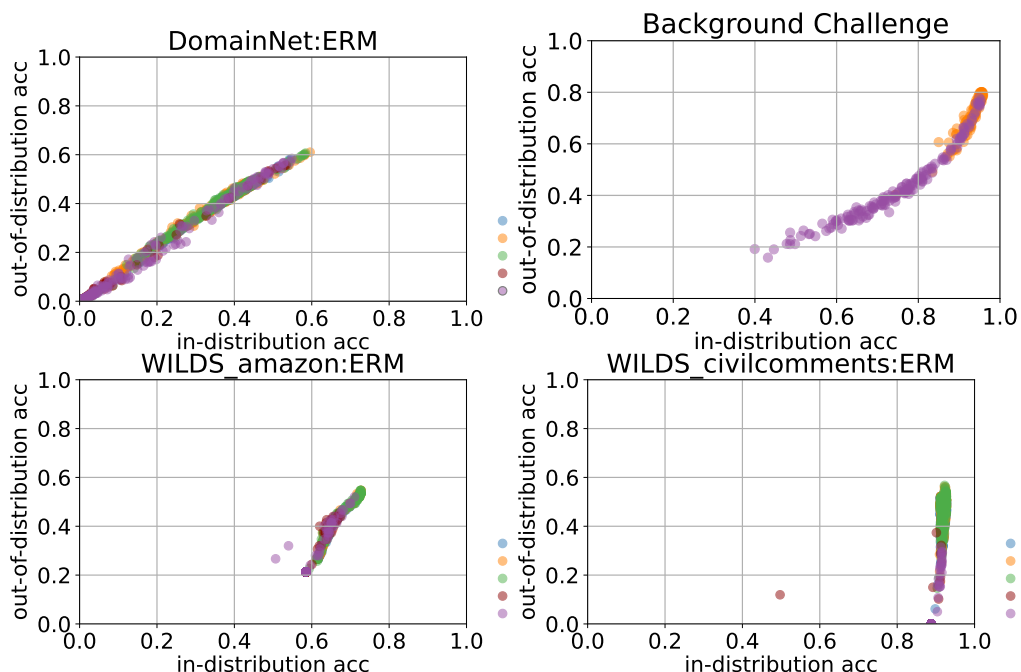 DomainNet:ERM
1.0
0.8
0.6
0.4
0.2
0.0
out-of-distribution acc
0.0 0.2 0.4 0.6 0.8 1.0
in-distribution acc
Background Challenge
1.0
0.8
0.6
0.4
0.2
0.0
out-of-distribution acc
0.0 0.2 0.4 0.6 0.8 1.0
in-distribution acc
WILDS_amazon:ERM
1.0
0.8
0.6
0.4
0.2
0.0
out-of-distribution acc
0.0 0.2 0.4 0.6 0.8 1.0
in-distribution acc
WILDS_civilcomments:ERM
1.0
0.8
0.6
0.4
0.2
0.0
out-of-distribution acc
0.0 0.2 0.4 0.6 0.8 1.0
in-distribution acc